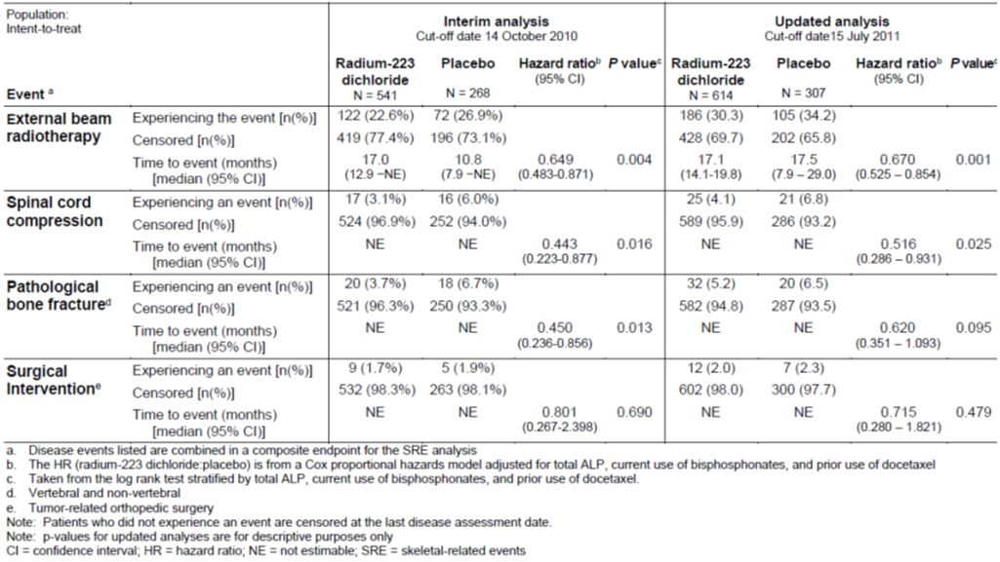 Population:
Intent-to-treat
Interim analysis
Cut-off date 14 October 2010
Updated analysis
Cut-off date15 July 2011
Event a
Radium-223 dichloride N = 541
Placebo N = 268
Hazard ratiob (95% CI)
P valuec
Radium-223 dichloride N = 614
Placebo N = 307
Hazard ratiob (95% CI)
P valuec
External beam radiotherapy
Experiencing the event [n(%)] 122 (22.6%) 72 (26.9%) 186 (30.3) 105 (34.2)
Censored [n(%)] 419 (77.4%) 196 (73.1%) 428 (69.7) 202 (65.8)
Time to event (months) 17.0 10.8 0.649 0.004 17.1 17.5 0.670 0.001
[median (95% CI)] (12.9 –NE) (7.9 –NE) (0.483-0.871) (14.1-19.8) (7.9 – 29.0) (0.525 – 0.854)
Spinal cord compression
Experiencing an event [n(%)] 17 (3.1%) 16 (6.0%) 25 (4.1) 21 (6.8)
Censored [n(%)] 524 (96.9%) 252 (94.0%) 589 (95.9) 286 (93.2)
Time to event (months) NE NE 0.443 0.016 NE NE 0.516 0.025
[median (95% CI)] (0.223-0.877) (0.286 – 0.931)
Pathological bone fractured
Experiencing an event [n(%)] 20 (3.7%) 18 (6.7%) 32 (5.2) 20 (6.5)
Censored [n(%)] 521 (96.3%) 250 (93.3%) 582 (94.8) 287 (93.5)
Time to event (months) NE NE 0.450 0.013 NE NE 0.620 0.095
[median (95% CI)] (0.236-0.856) (0.351 – 1.093)
Surgical Interventione
Experiencing an event [n(%)] 9 (1.7%) 5 (1.9%) 12 (2.0) 7 (2.3)
Censored [n(%)] 532 (98.3%) 263 (98.1%) 602 (98.0) 300 (97.7)
Time to event (months) NE NE 0.801 0.690 NE NE 0.715 0.479
[median (95% CI)] (0.267-2.398) (0.280 – 1.821)
a. Disease events listed are combined in a composite endpoint for the SRE analysis
b. The HR (radium-223 dichloride:placebo) is from a Cox proportional hazards model adjusted for total ALP, current use of bisphosphonates, and prior use of docetaxel
c. Taken from the log rank test stratified by total ALP, current use of bisphosphonates, and prior use of docetaxel.
d. Vertebral and non-vertebral
e. Tumor-related orthopedic surgery
Note: Patients who did not experience an event are censored at the last disease assessment date.
Note: p-values for updated analyses are for descriptive purposes only
CI = confidence interval; HR = hazard ratio; NE = not estimable; SRE = skeletal-related events